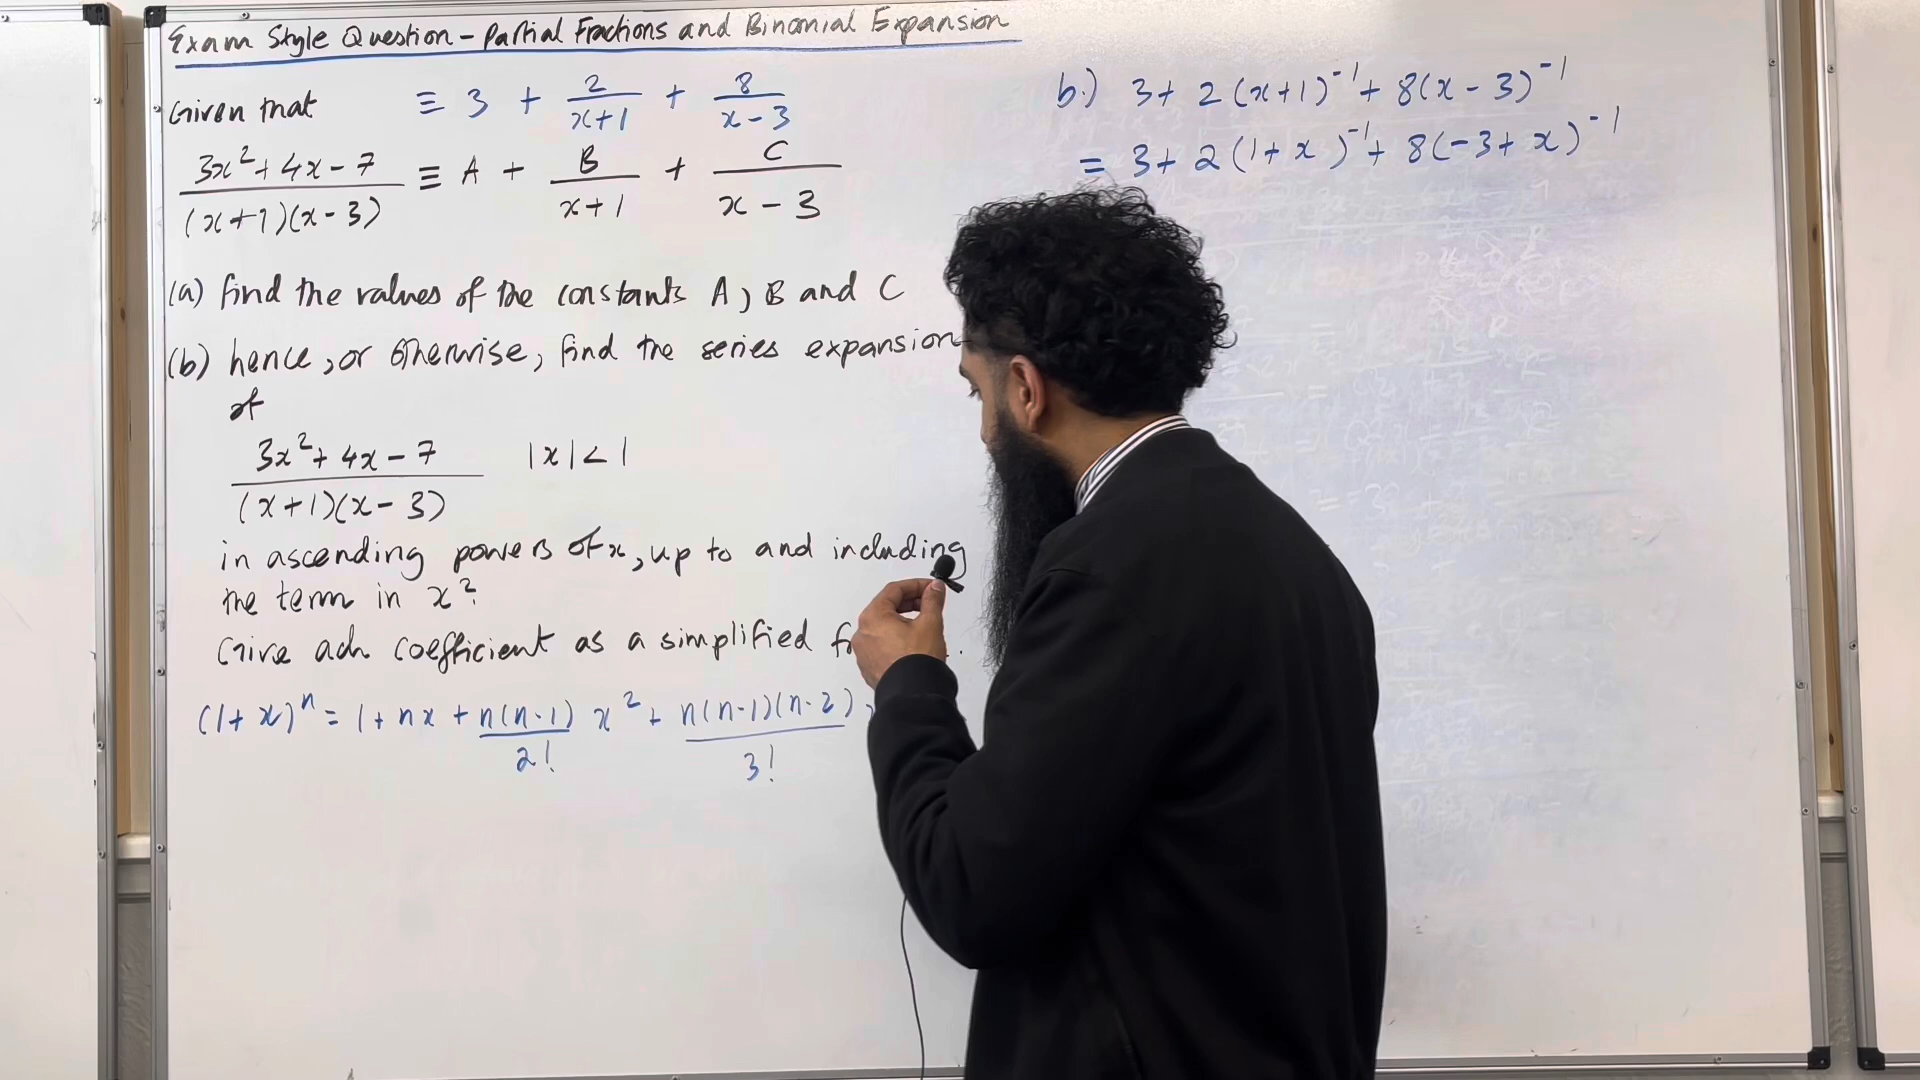 Exam Style Question - Partial Fractions and Binomial Expansion
Given that ≡ 3 + 2/(x+1) + 8/(x-3)
(3x² + 4x - 7)/((x+1)(x-3)) ≡ A + B/(x+1) + C/(x-3)
(a) find the values of the constants A, B and C
(b) hence, or otherwise, find the series expansion
of
(3x² + 4x - 7)/((x+1)(x-3)) |x| < 1
in ascending powers of x, up to and including
the term in x².
Give each coefficient as a simplified
(1+x)ⁿ = 1 + nx + n(n-1)/2! x² + n(n-1)(n-2)/3!
b.) 3 + 2(x+1)⁻¹ + 8(x-3)⁻¹
= 3 + 2(1+x)⁻¹ + 8(-3+x)⁻¹